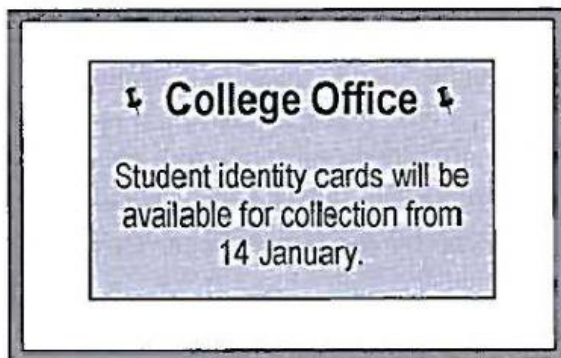 College Office
Student identity cards will be
available for collection from
14 January.